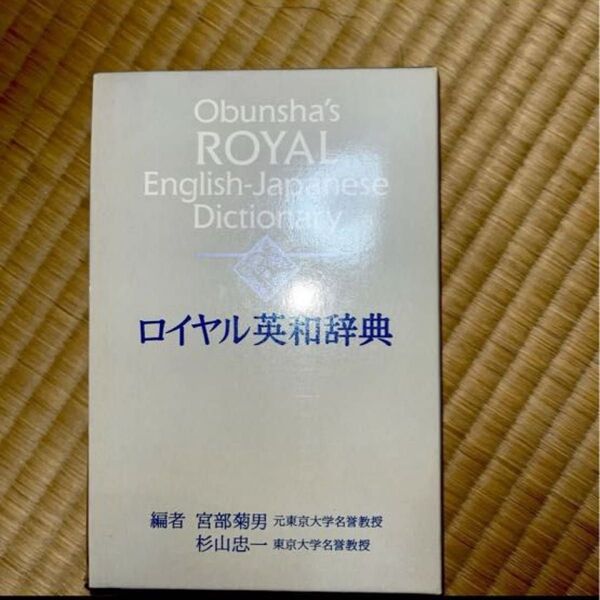 Obunsha's
ROYAL
English-Japanese
Dictionary
R
ロイヤル英和辞典
編者 宮部菊男 元東京大学名誉教授
杉山忠一 東京大学名誉教授